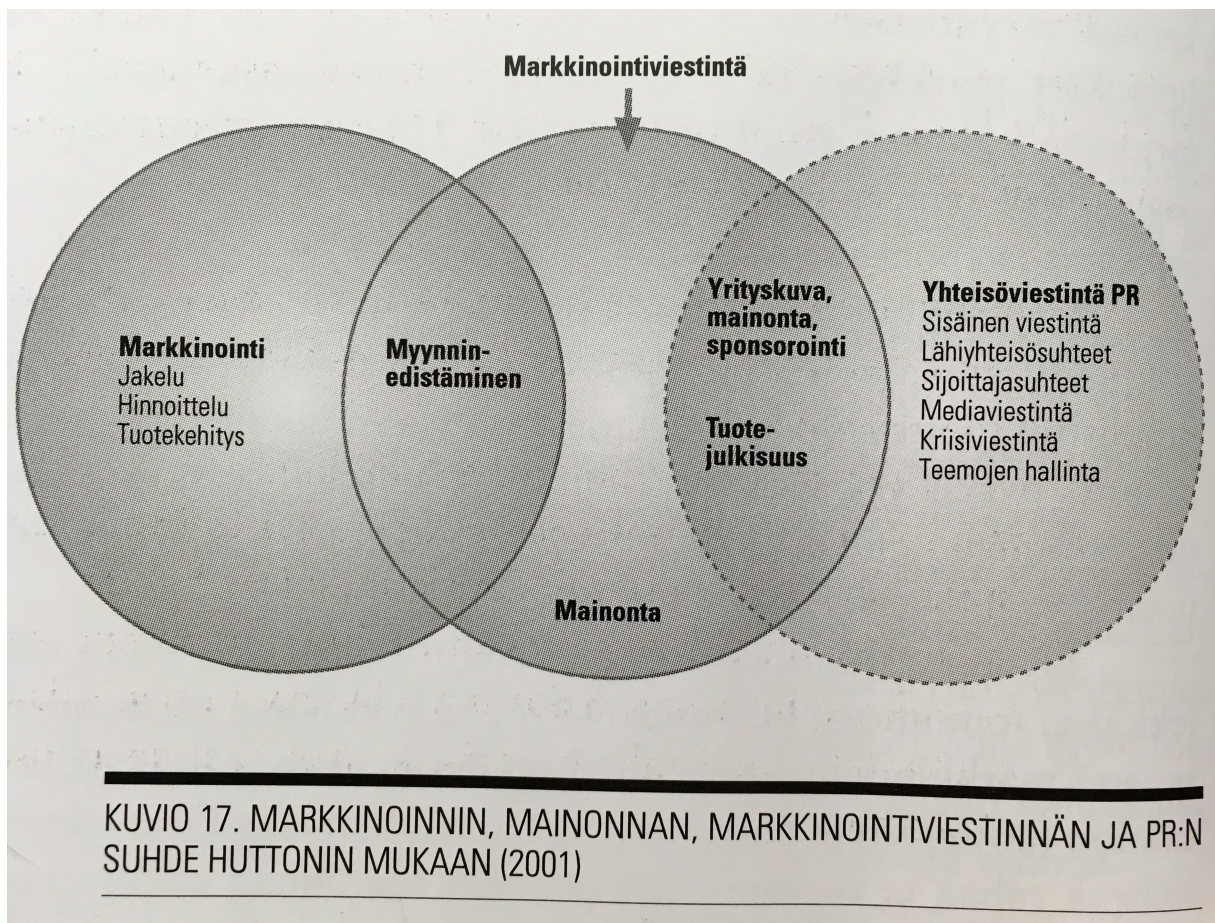 Markkinointiviestintä
Markkinointi
Jakelu
Hinnoittelu
Tuotekehitys
Myynnin-
edistäminen
Yrityskuva,
mainonta,
sponsorointi
Tuote-
julkisuus
Mainonta
Yhteisöviestintä PR
Sisäinen viestintä
Lähiyhteisösuhteet
Sijoittajasuhteet
Mediaviestintä
Kriisiviestintä
Teemojen hallinta
KUVIO 17. MARKKINOINNIN, MAINONNAN, MARKKINOINTIVIESTINNÄN JA PR:N
SUHDE HUTTONIN MUKAAN (2001)